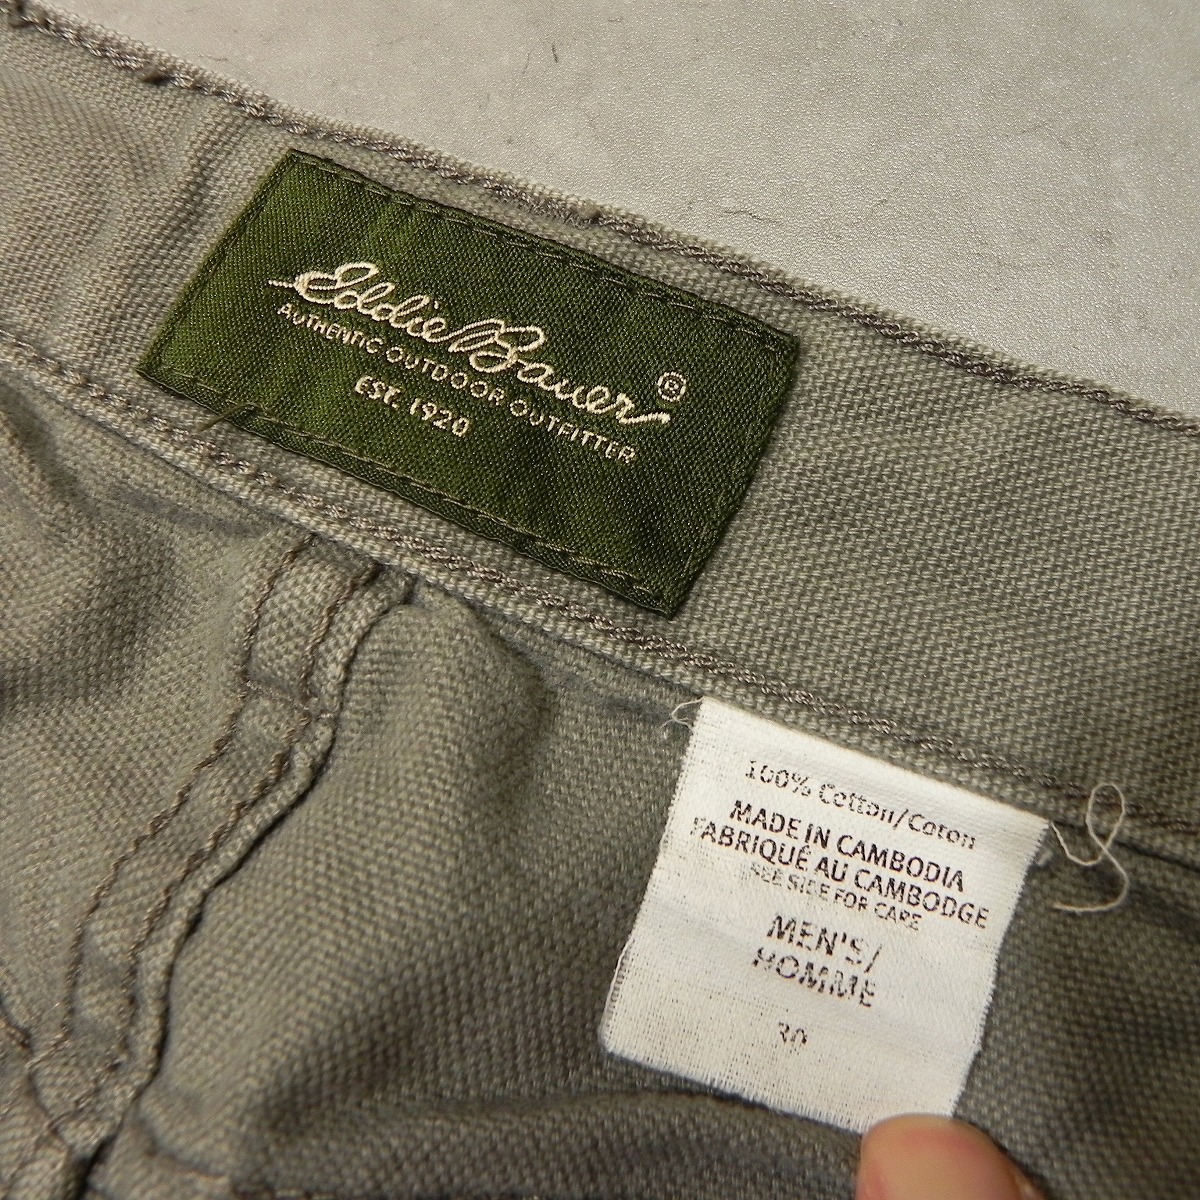 Eddie Bauer®
AUTHENTIC OUTDOOR OUTFITTER
EST. 1920
100% Cotton/Coton
MADE IN CAMBODIA
FABRIQUÉ AU CAMBODGE
SEE SIDE FOR CARE
MEN'S/
HOMME
30